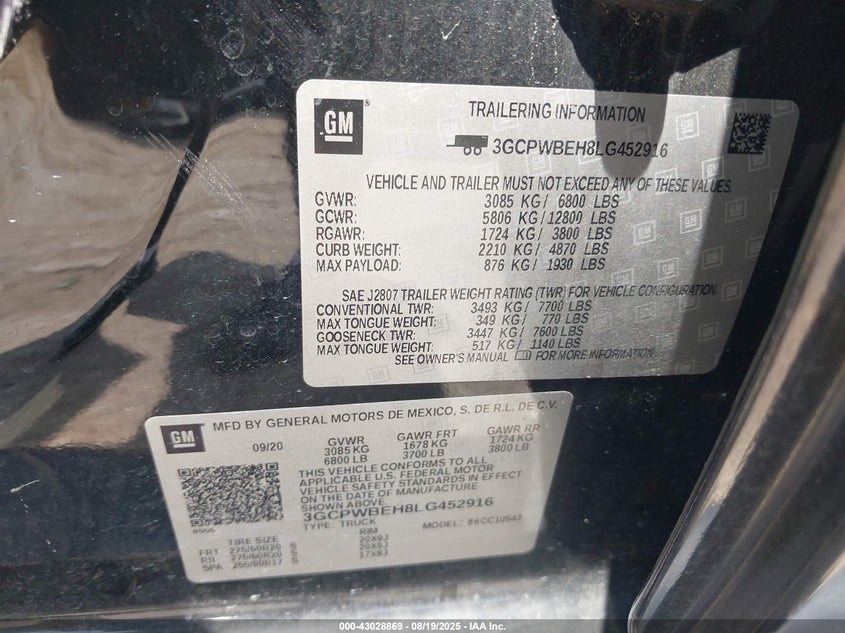 GM
®
TRAILERING INFORMATION
3GCPWBEH8LG452916
VEHICLE AND TRAILER MUST NOT EXCEED ANY OF THESE VALUES.
GVWR: 3085 KG/ 6800 LBS
GCWR: 5806 KG/12800 LBS
RGAWR: 1724 KG/ 3800 LBS
CURB WEIGHT: 2210 KG/ 4870 LBS
MAX PAYLOAD: 876 KG/ 1930 LBS
SAE J2807 TRAILER WEIGHT RATING (TWR) FOR VEHICLE CONFIGURATION.
CONVENTIONAL TWR: 3493 KG/ 7700 LBS
MAX TONGUE WEIGHT: 349 KG/ 770 LBS
GOOSENECK TWR: 3447 KG/ 7600 LBS
MAX TONGUE WEIGHT: 517 KG/ 1140 LBS
SEE OWNER'S MANUAL FOR MORE INFORMATION
GM
MFD BY GENERAL MOTORS DE MEXICO, S. DE R.L. DE C.V.
09/20 GVWR GAWR FRT GAWR RR
3085 KG 1678 KG 1724 KG
6800 LB 3700 LB 3800 LB
THIS VEHICLE CONFORMS TO ALL
APPLICABLE U.S. FEDERAL MOTOR
VEHICLE SAFETY STANDARDS IN EFFECT
ON THE DATE OF MANUFACTURE
SHOWN ABOVE.
3GCPWBEH8LG452916
TYPE: TRUCK MODEL: 86CC10543
TIRE SIZE RIM
FRT 275/60R20 S 20X9J
RR 275/60R20 S 20X9J
SPA 265/80R17 S 17X8J
000-43028869 - 08/19/2025 - IAA Inc.